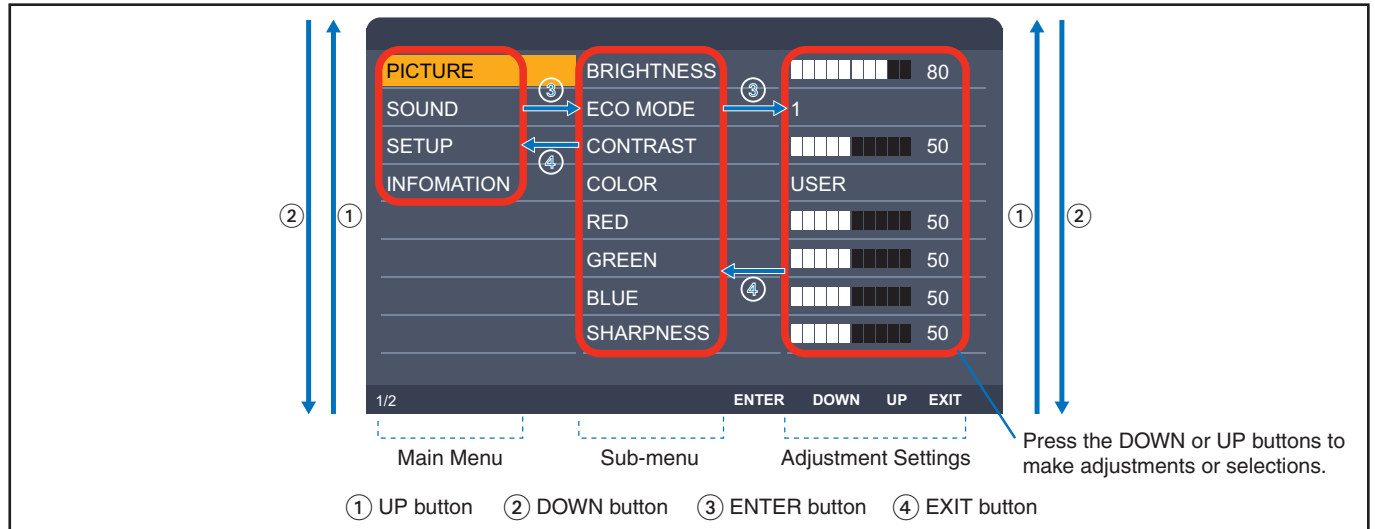 PICTURE BRIGHTNESS 80
③ ③
SOUND ECO MODE 1
SETUP CONTRAST 50
④
INFOMATION COLOR USER
② ① RED 50 ① ②
GREEN 50
④
BLUE 50
SHARPNESS 50
1/2 ENTER DOWN UP EXIT
Main Menu Sub-menu Adjustment Settings
Press the DOWN or UP buttons to
make adjustments or selections.
① UP button ② DOWN button ③ ENTER button ④ EXIT button